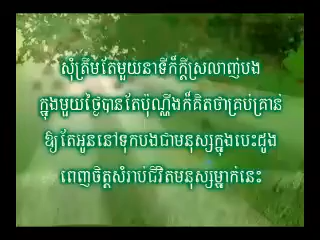 សុំត្រឹមតែមួយនាទីក៏ក្ដីស្រលាញ់បង
ក្នុងមួយថ្ងៃបានតែប៉ុណ្ណឹងក៏គិតថាគ្រប់គ្រាន់
ឱ្យតែអូននៅទុកបងជាមនុស្សក្នុងបេះដូង
ពេញចិត្តសំរាប់ជីវិតមនុស្សម្នាក់នេះ